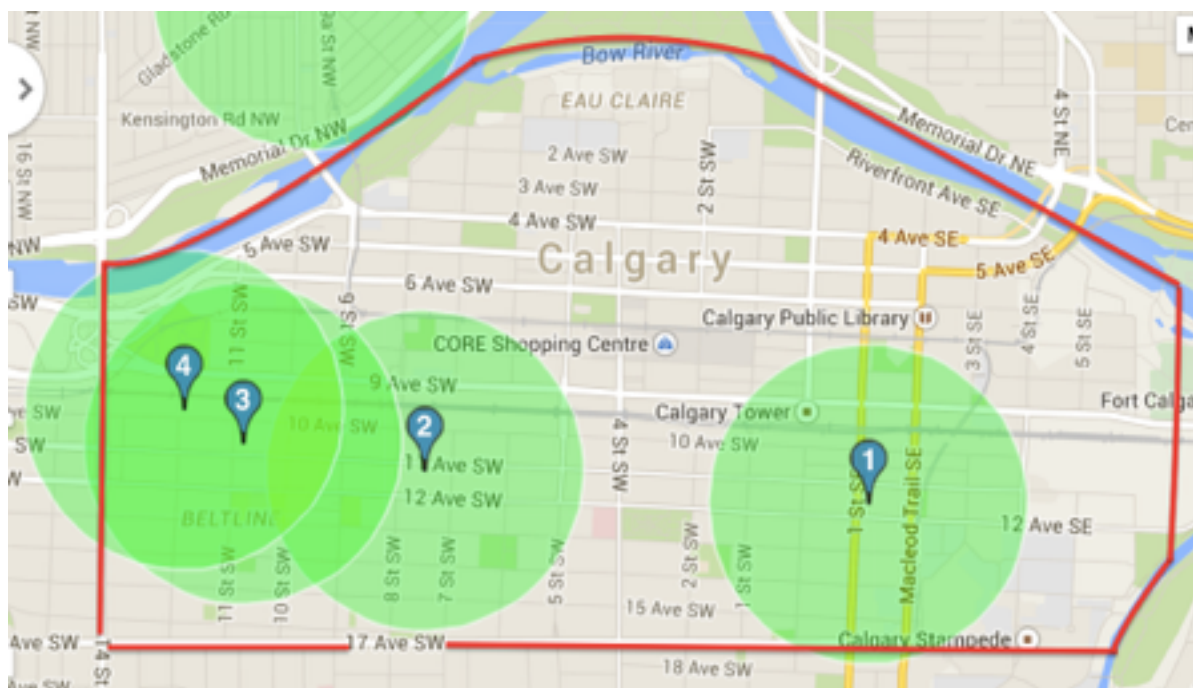 Gladstone Rd
Bow River
EAU CLAIRE
Kensington Rd NW
Memorial Dr NW
16 St NW
4 St NE
Memorial Dr NE
2 Ave SW
3 Ave SW
2 St SW
Riverfront Ave SE
4 Ave SW
NW
5 Ave SW
Calgary
4 Ave SE
5 Ave SE
6 Ave SW
SW
9 St SW
11 St SW
Calgary Public Library
3 St SE
4 St SE
5 St SE
CORE Shopping Centre
4
3
9 Ave SW
Calgary Tower
Fort Calga
Ave SW
10 Ave SW
2
4 St SW
10 Ave SW
1
SW
11 Ave SW
12 Ave SW
1 St SE
Macleod Trail SE
12 Ave SE
BELTLINE
11 St SW
10 St SW
8 St SW
7 St SW
5 St SW
2 St SW
1 St SW
15 Ave SW
Ave SW
14 St
17 Ave SW
Calgary Stampede
18 Ave SW
Ave SW